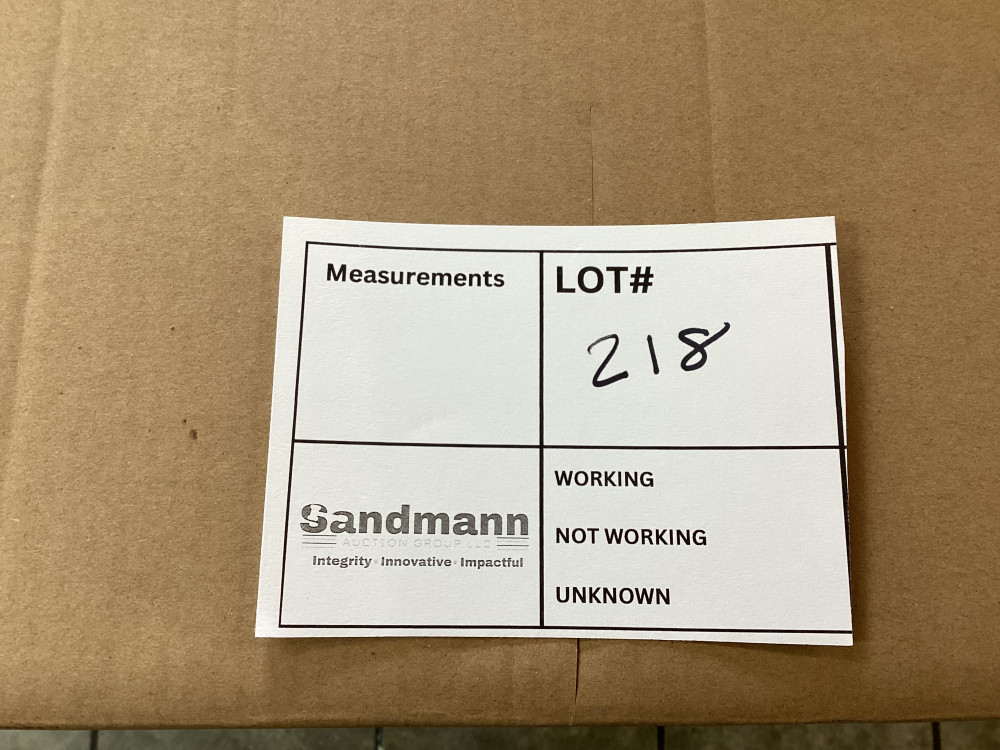 Measurements
LOT#
218
Sandmann
AUCTION GROUP LLC
Integrity • Innovative • Impactful
WORKING
NOT WORKING
UNKNOWN